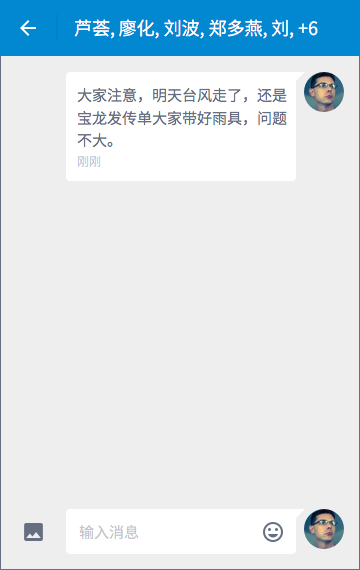 芦荟, 廖化, 刘波, 郑多燕, 刘, +6
大家注意，明天台风走了，还是
宝龙发传单大家带好雨具，问题
不大。
刚刚
输入消息